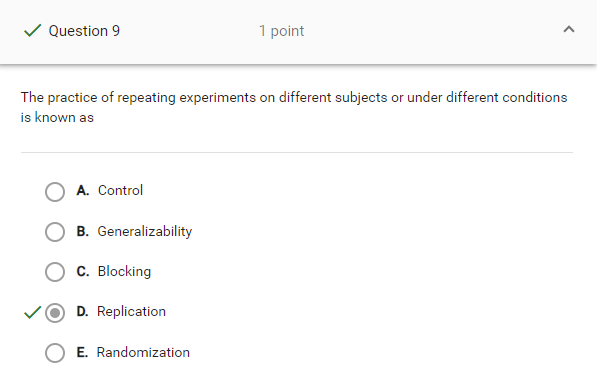 Question 9 1 point
The practice of repeating experiments on different subjects or under different conditions
is known as
A. Control
B. Generalizability
C. Blocking
D. Replication
E. Randomization